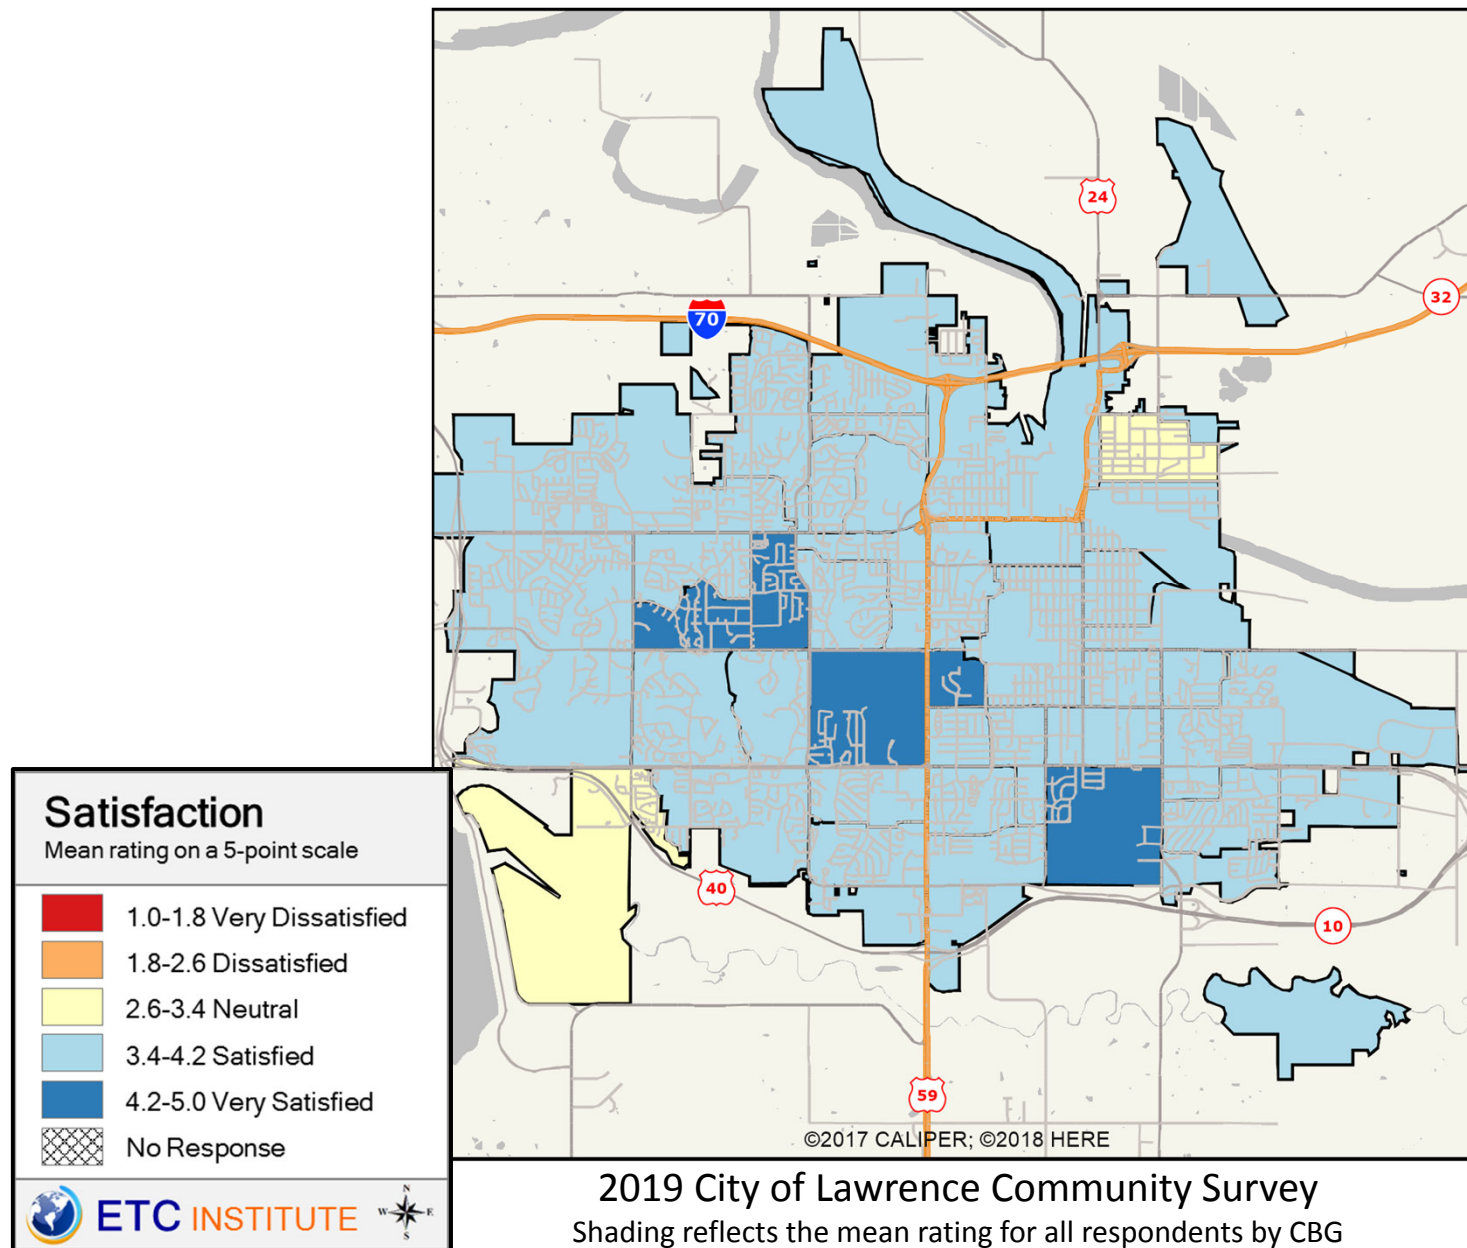 24
32
70
Satisfaction
Mean rating on a 5-point scale
1.0-1.8 Very Dissatisfied
1.8-2.6 Dissatisfied
2.6-3.4 Neutral
3.4-4.2 Satisfied
4.2-5.0 Very Satisfied
No Response
ETC INSTITUTE
N
W E
S
40
10
59
©2017 CALIPER; ©2018 HERE
2019 City of Lawrence Community Survey
Shading reflects the mean rating for all respondents by CBG